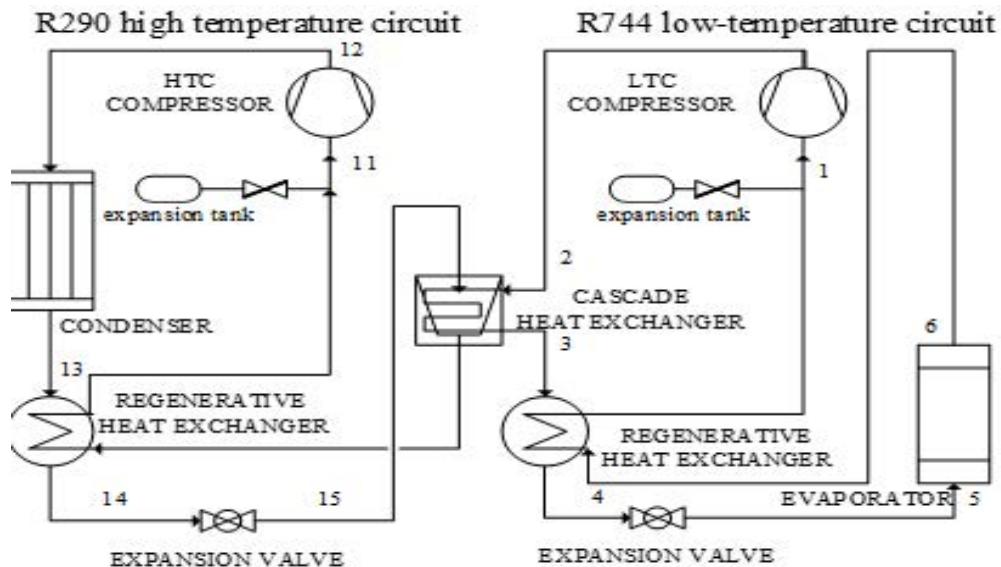 R290 high temperature circuit
R744 low-temperature circuit
12
HTC
COMPRESSOR
LTC
COMPRESSOR
11
1
expansion tank
expansion tank
2
CASCADE
HEAT EXCHANGER
CONDENSER
3
6
13
REGENERATIVE
HEAT EXCHANGER
REGENERATIVE
HEAT EXCHANGER
14
15
4
EVAPORATOR
5
EXPANSION VALVE
EXPANSION VALVE